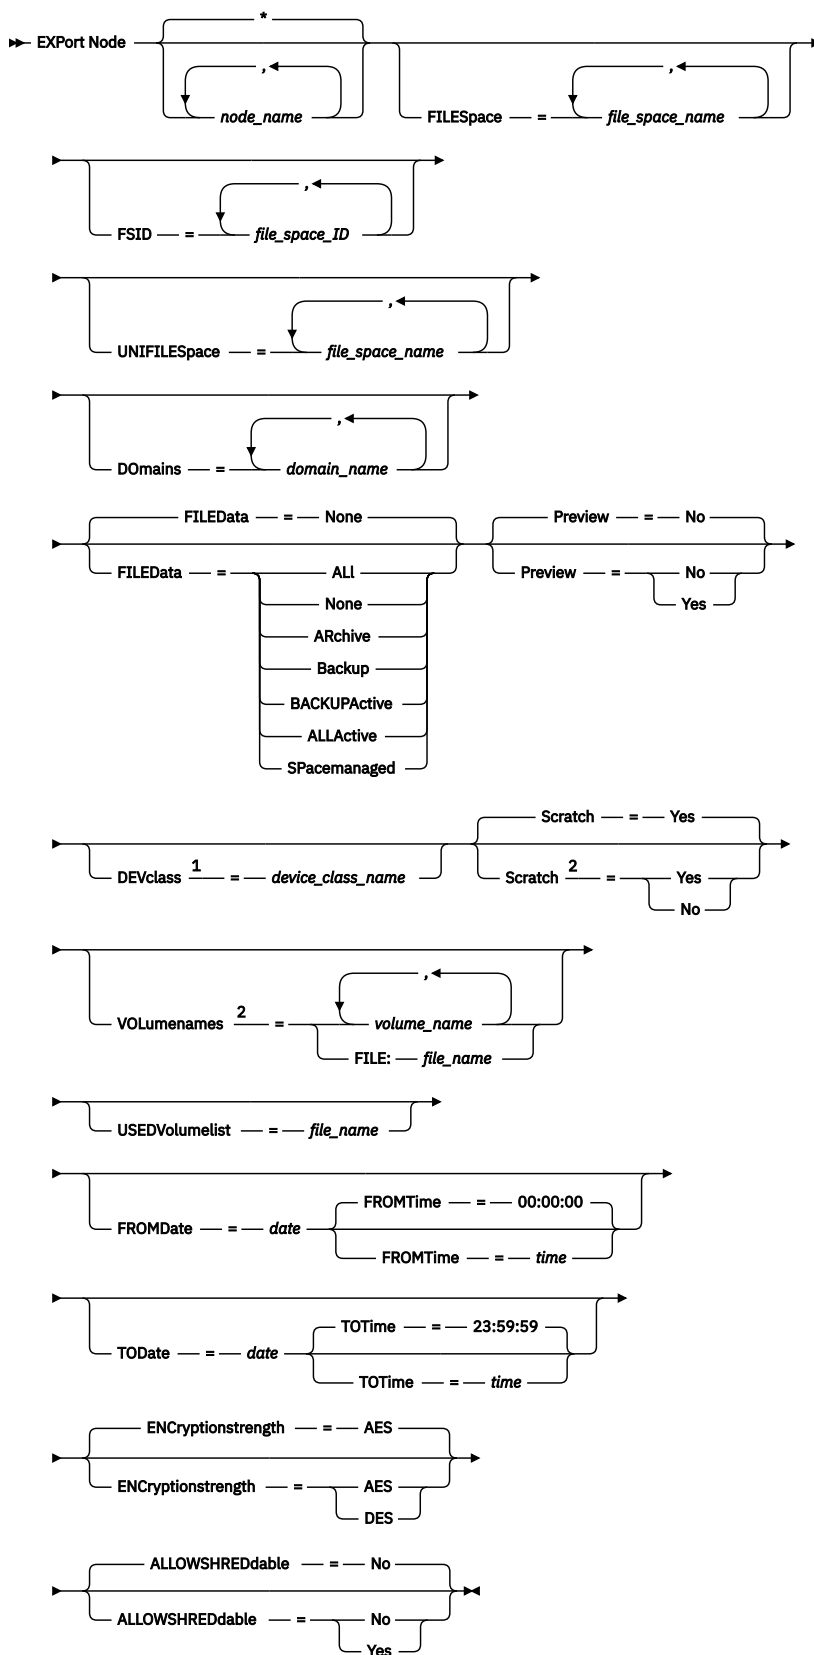 *
EXPort Node
,
node_name
,
FILESpace = file_space_name
,
FSID = file_space_ID
,
UNIFILESpace = file_space_name
,
DOmains = domain_name
FILEData = None
Preview = No
FILEData = ALl
None
ARchive
Backup
BACKUPActive
ALLActive
SPacemanaged
Preview = No
Yes
DEVclass 1 = device_class_name
Scratch = Yes
Scratch 2 = Yes
No
,
VOLumenames 2 = volume_name
FILE: file_name
USEDVolumelist = file_name
FROMTime = 00:00:00
FROMDate = date
FROMTime = time
TOTime = 23:59:59
TODate = date
TOTime = time
ENCryptionstrength = AES
ENCryptionstrength = AES
DES
ALLOWSHREDdable = No
ALLOWSHREDdable = No
Yes